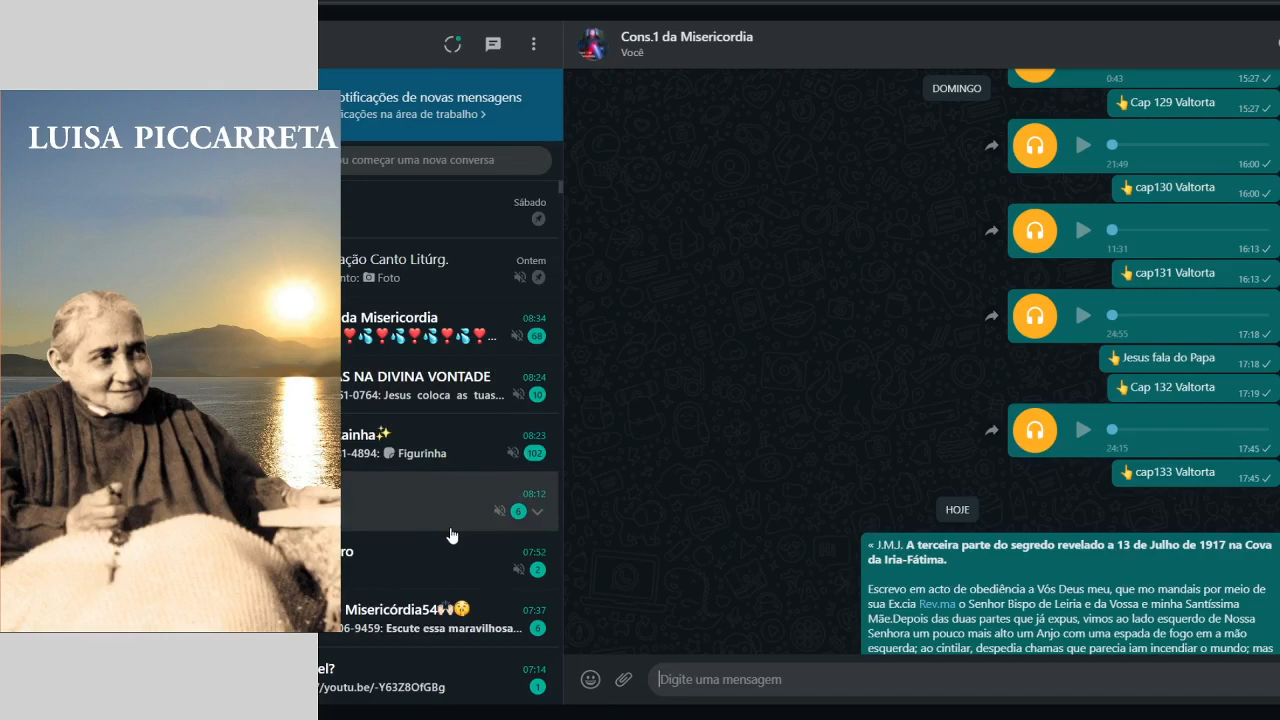 LUISA PICCARRETA
otificações de novas mensagens
icações na área de trabalho >
ou começar uma nova conversa
Sábado
ação Canto Litúrg.
Ontem
nto: Foto
da Misericordia
08:34
❣️💦❣️💦❣️💦❣️💦❣️...
68
AS NA DIVINA VONTADE
08:24
61-0764: Jesus coloca as tuas...
10
ainha✨
08:23
1-4894: Figurinha
102
08:12
6
ro
07:52
2
Misericórdia54🙌🏻🤫
07:37
06-9459: Escute essa maravilhosa...
6
el?
07:14
/youtu.be/-Y63Z8OfGBg
1
Cons.1 da Misericordia
Você
DOMINGO
0:43
15:27
👆Cap 129 Valtorta
15:27
21:49
16:00
👆cap130 Valtorta
16:00
11:31
16:13
👆cap131 Valtorta
16:13
24:55
17:18
👆Jesus fala do Papa
17:18
👆Cap 132 Valtorta
17:19
24:15
17:45
👆cap133 Valtorta
17:45
HOJE
« J.M.J. A terceira parte do segredo revelado a 13 de Julho de 1917 na Cova
da Iria-Fátima.
Escrevo em acto de obediência a Vós Deus meu, que mo mandais por meio de
sua Ex.cia Rev.ma o Senhor Bispo de Leiria e da Vossa e minha Santíssima
Mãe.Depois das duas partes que já expus, vimos ao lado esquerdo de Nossa
Senhora um pouco mais alto um Anjo com uma espada de fogo em a mão
esquerda; ao cintilar, despedia chamas que parecia iam incendiar o mundo; mas
Digite uma mensagem